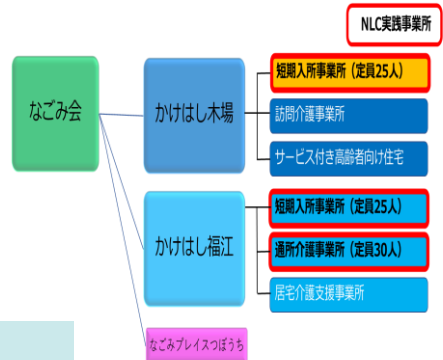 NLC実践事業所
なごみ会
かけはし木場
短期入所事業所（定員25人）
訪問介護事業所
サービス付き高齢者向け住宅
かけはし福江
短期入所事業所（定員25人）
通所介護事業所（定員30人）
居宅介護支援事業所
なごみプレイスつばうち